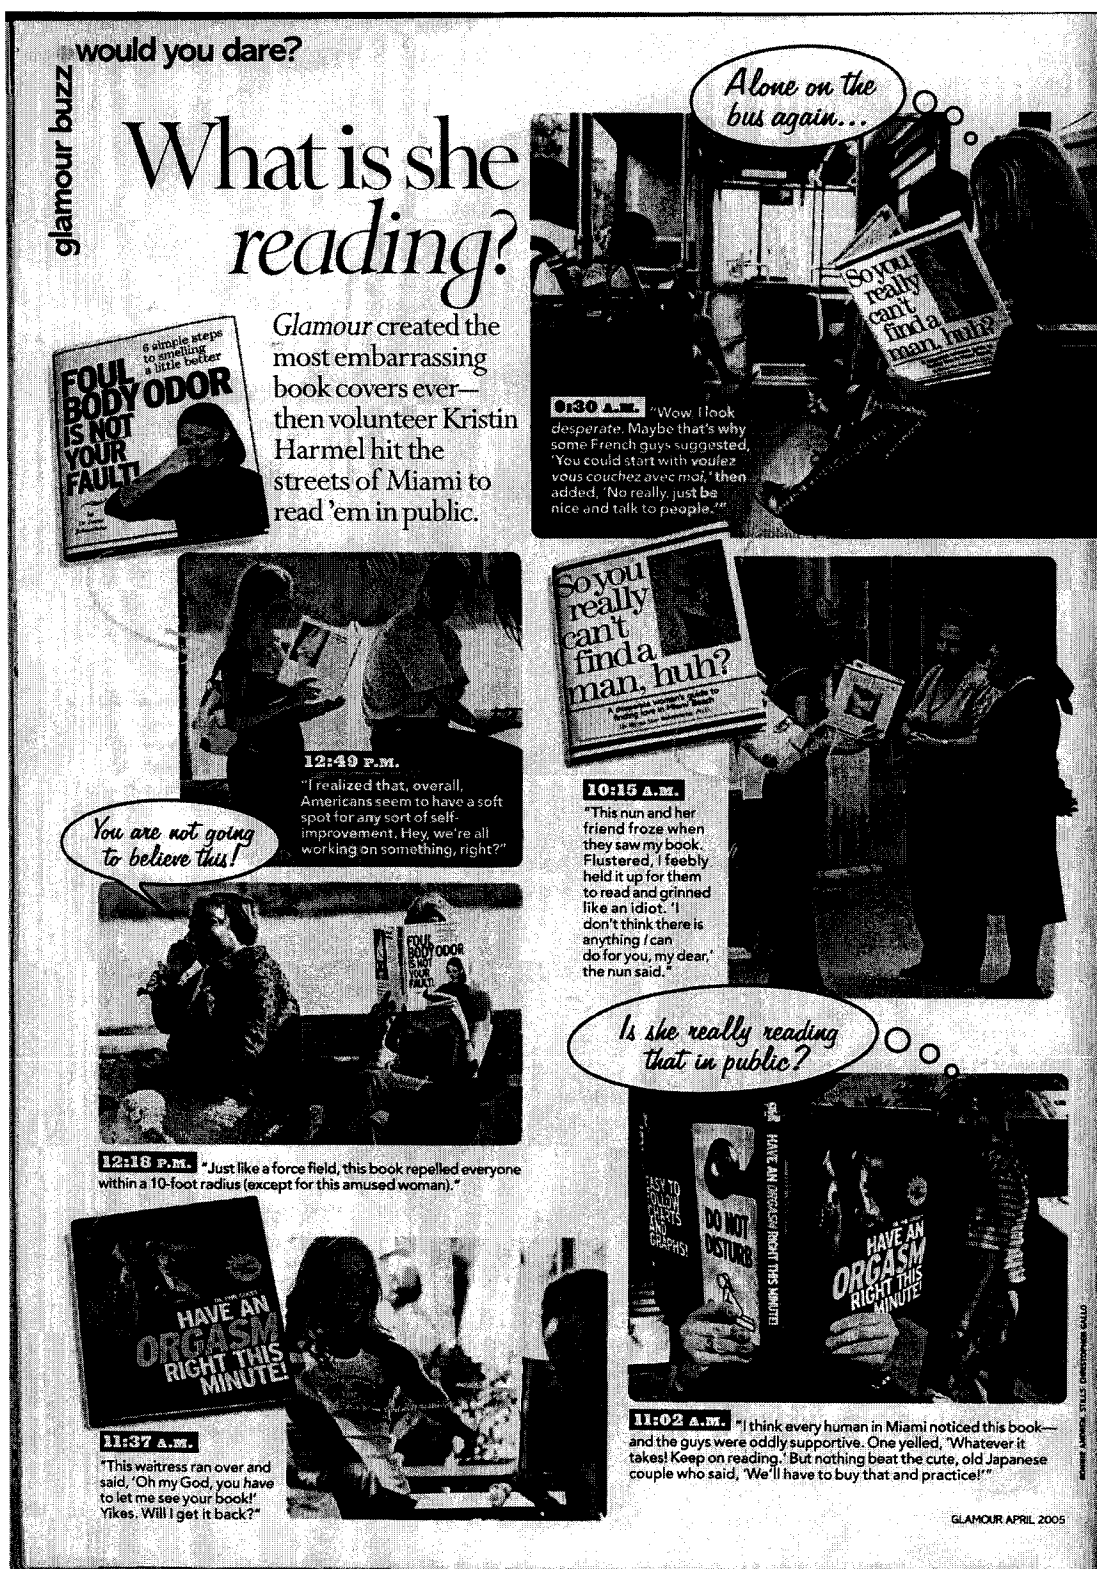 would you dare?
glamour buzz
What is she
reading?
Glamour created the
most embarrassing
book covers ever—
then volunteer Kristin
Harmel hit the
streets of Miami to
read 'em in public.
6 simple steps
to smelling
a little better
FOUL
BODY ODOR
IS NOT
YOUR
FAULT!
Alone on the
bus again...
So you
really
can't
find a
man, huh?
9:30 A.M. "Wow, I look
desperate. Maybe that's why
some French guys suggested,
'You could start with voulez
vous couchez avec moi,' then
added, 'No really, just be
nice and talk to people.'"
So you
really
can't
find a
man, huh?
12:49 P.M.
"I realized that, overall,
Americans seem to have a soft
spot for any sort of self-
improvement. Hey, we're all
working on something, right?"
10:15 A.M.
"This nun and her
friend froze when
they saw my book.
Flustered, I feebly
held it up for them
to read and grinned
like an idiot. 'I
don't think there is
anything I can
do for you, my dear,'
the nun said."
You are not going
to believe this!
FOUL
BODY ODOR
IS NOT
YOUR
FAULT!
12:18 P.M. "Just like a force field, this book repelled everyone
within a 10-foot radius (except for this amused woman)."
Is she really reading
that in public?
EASY TO
FOLLOW
CHARTS
AND
GRAPHS!
DO NOT
DISTURB
HAVE AN ORGASM RIGHT THIS MINUTE!
HAVE AN
ORGASM
RIGHT THIS
MINUTE!
HAVE AN
ORGASM
RIGHT THIS
MINUTE!
11:37 A.M.
"This waitress ran over and
said, 'Oh my God, you have
to let me see your book!'
Yikes. Will I get it back?"
11:02 A.M. "I think every human in Miami noticed this book—
and the guys were oddly supportive. One yelled, 'Whatever it
takes! Keep on reading.' But nothing beat the cute, old Japanese
couple who said, 'We'll have to buy that and practice!'"
STILLS: CHRISTOPHER GALLO
GLAMOUR APRIL 2005